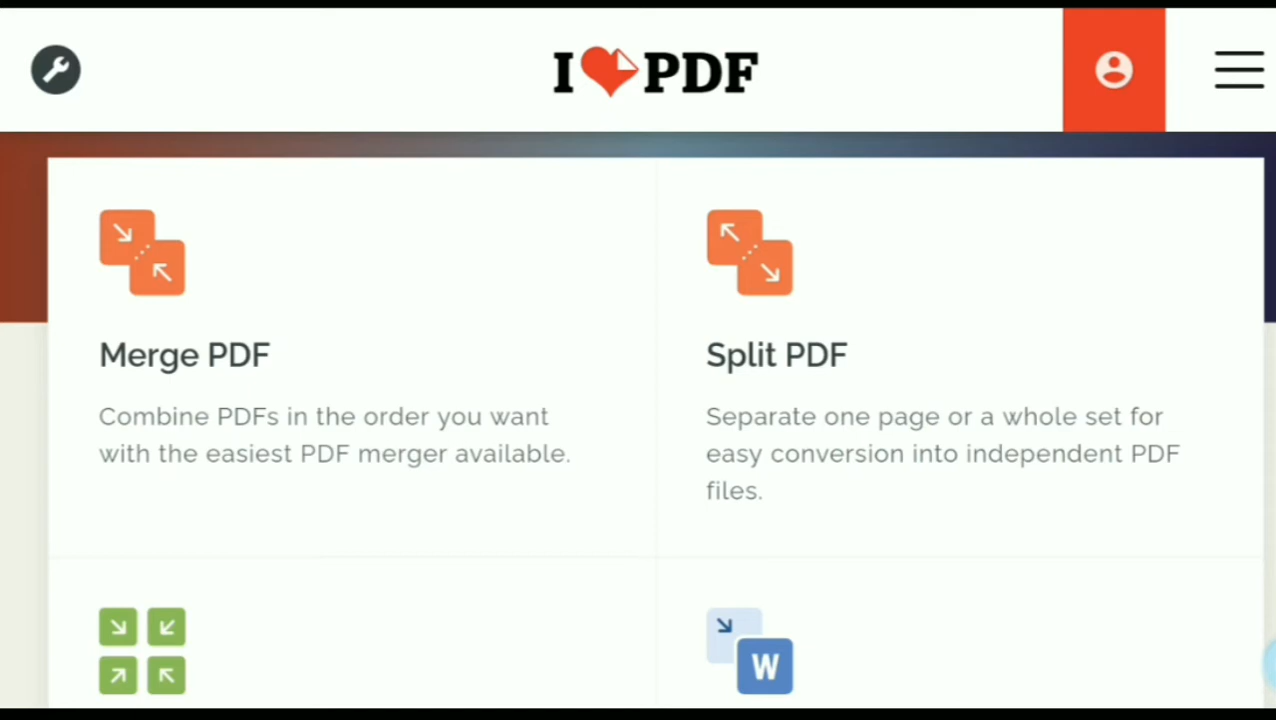 I PDF
Merge PDF
Combine PDFs in the order you want
with the easiest PDF merger available.
Split PDF
Separate one page or a whole set for
easy conversion into independent PDF
files.
W